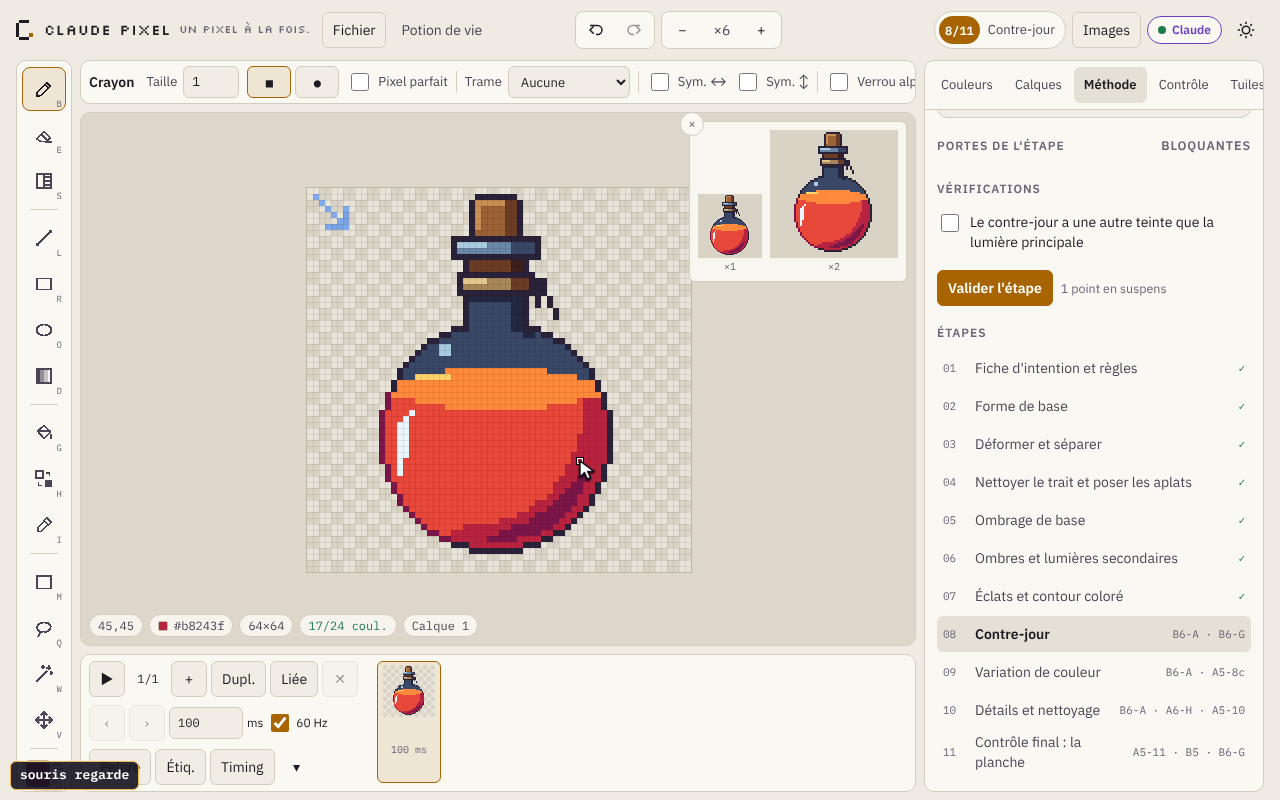 CLAUDE PIXEL UN PIXEL À LA FOIS. Fichier Potion de vie − ×6 + 8/11 Contre-jour Images Claude
Crayon Taille 1 Pixel parfait Trame Aucune Sym. Sym. Verrou alp
Couleurs Calques Méthode Contrôle Tuiles
B
E
S
L
R
O
D
G
H
I
M
Q
W
V
×
×1 ×2
45,45 #b8243f 64×64 17/24 coul. Calque 1
1/1 + Dupl. Liée ×
‹ › 100 ms 60 Hz
Étiq. Timing
100 ms
souris regarde
PORTES DE L'ÉTAPE BLOQUANTES
VÉRIFICATIONS
Le contre-jour a une autre teinte que la
lumière principale
Valider l'étape 1 point en suspens
ÉTAPES
01 Fiche d'intention et règles ✓
02 Forme de base ✓
03 Déformer et séparer ✓
04 Nettoyer le trait et poser les aplats ✓
05 Ombrage de base ✓
06 Ombres et lumières secondaires ✓
07 Éclats et contour coloré ✓
08 Contre-jour B6-A · B6-G
09 Variation de couleur B6-A · A5-8c
10 Détails et nettoyage B6-A · A6-H · A5-10
11 Contrôle final : la
planche A5-11 · B5 · B6-G